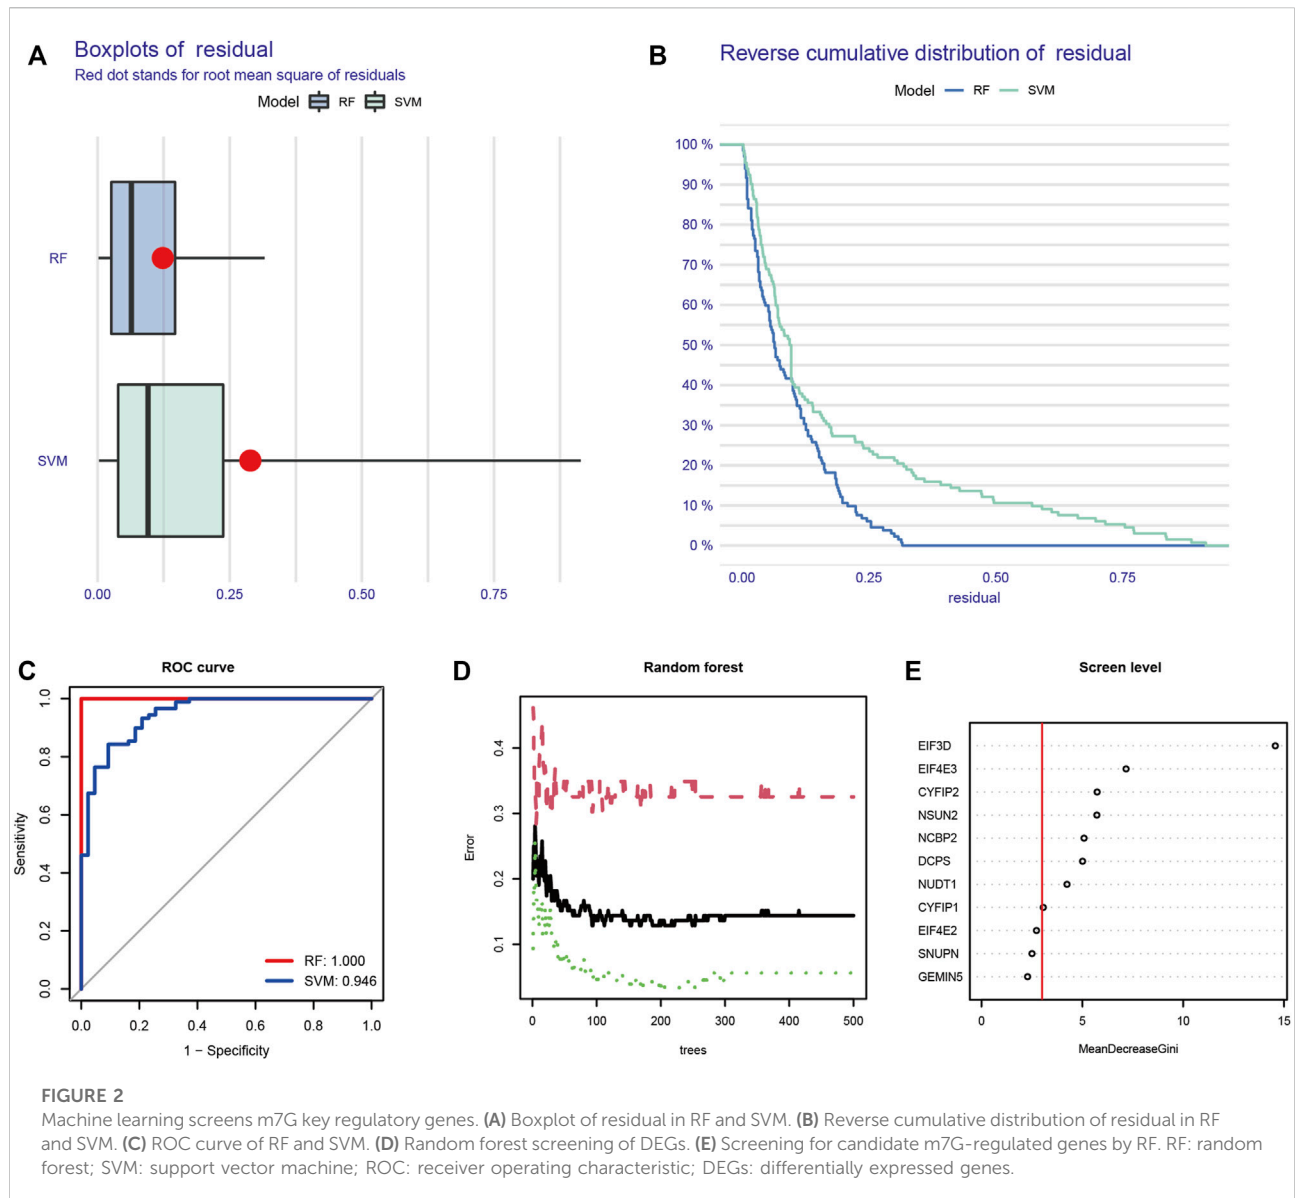 A
Boxplots of residual
Red dot stands for root mean square of residuals
Model RF SVM
RF
SVM
0.00 0.25 0.50 0.75
B
Reverse cumulative distribution of residual
Model RF SVM
100 %
90 %
80 %
70 %
60 %
50 %
40 %
30 %
20 %
10 %
0 %
0.00 0.25 0.50 0.75
residual
C
ROC curve
Sensitivity
1.0
0.8
0.6
0.4
0.2
0.0
RF: 1.000
SVM: 0.946
0.0 0.2 0.4 0.6 0.8 1.0
1 − Specificity
D
Random forest
Error
0.4
0.3
0.2
0.1
0 100 200 300 400 500
trees
E
Screen level
EIF3D
EIF4E3
CYFIP2
NSUN2
NCBP2
DCPS
NUDT1
CYFIP1
EIF4E2
SNUPN
GEMIN5
0 5 10 15
MeanDecreaseGini
FIGURE 2
Machine learning screens m7G key regulatory genes. (A) Boxplot of residual in RF and SVM. (B) Reverse cumulative distribution of residual in RF
and SVM. (C) ROC curve of RF and SVM. (D) Random forest screening of DEGs. (E) Screening for candidate m7G-regulated genes by RF. RF: random
forest; SVM: support vector machine; ROC: receiver operating characteristic; DEGs: differentially expressed genes.